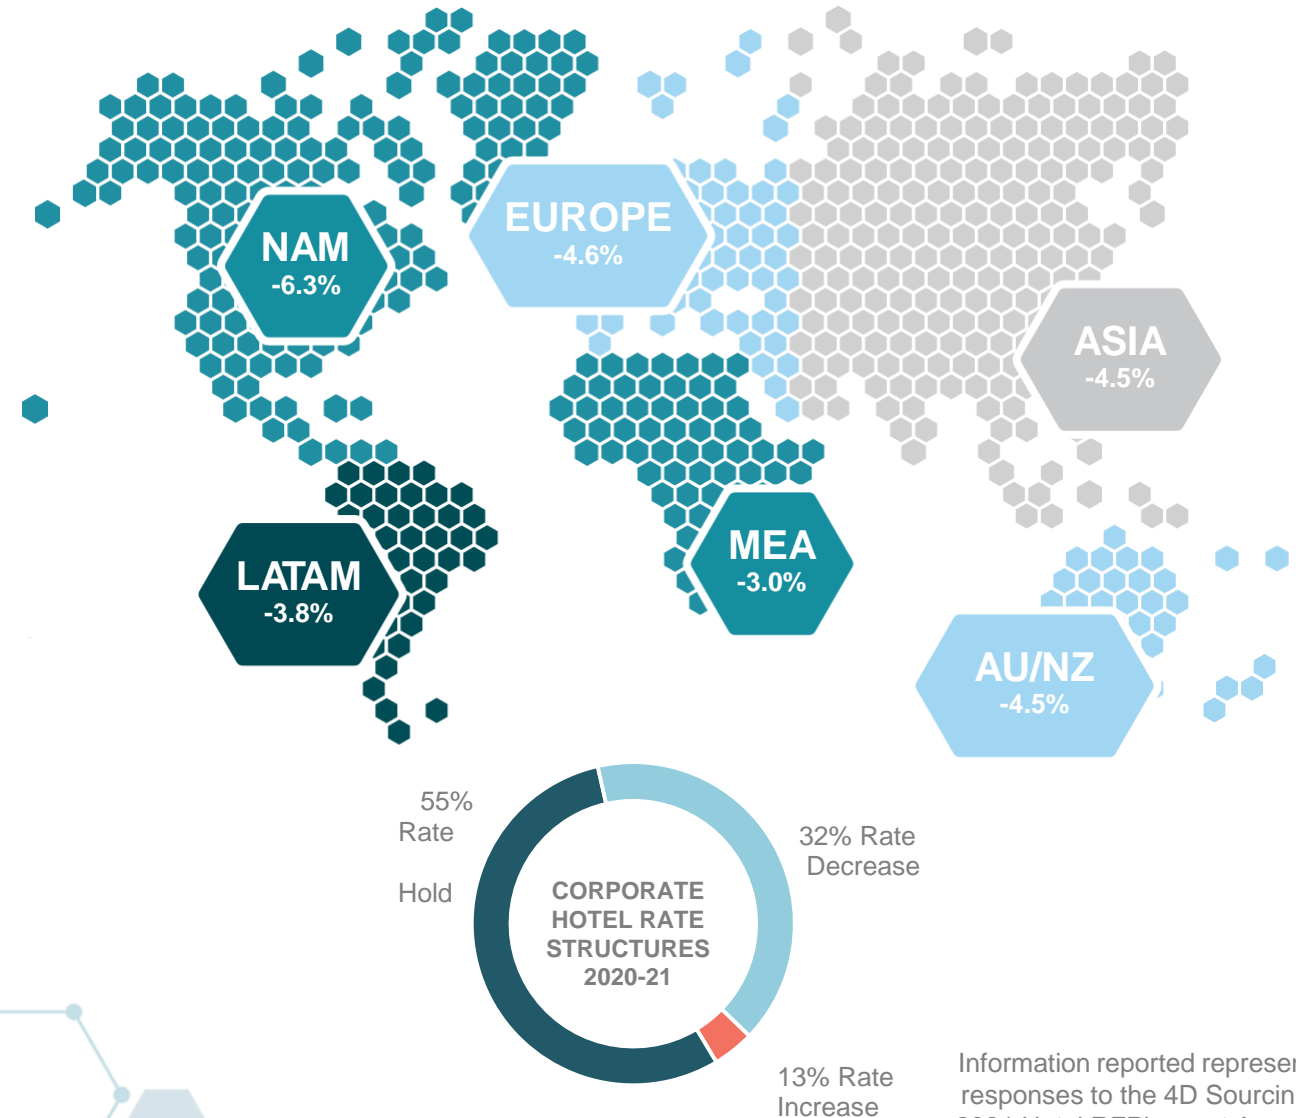 NAM
-6.3%
EUROPE
-4.6%
ASIA
-4.5%
LATAM
-3.8%
MEA
-3.0%
AU/NZ
-4.5%
55%
Rate
Hold
32% Rate
Decrease
CORPORATE
HOTEL RATE
STRUCTURES
2020-21
13% Rate
Increase
Information reported
responses to the 4D